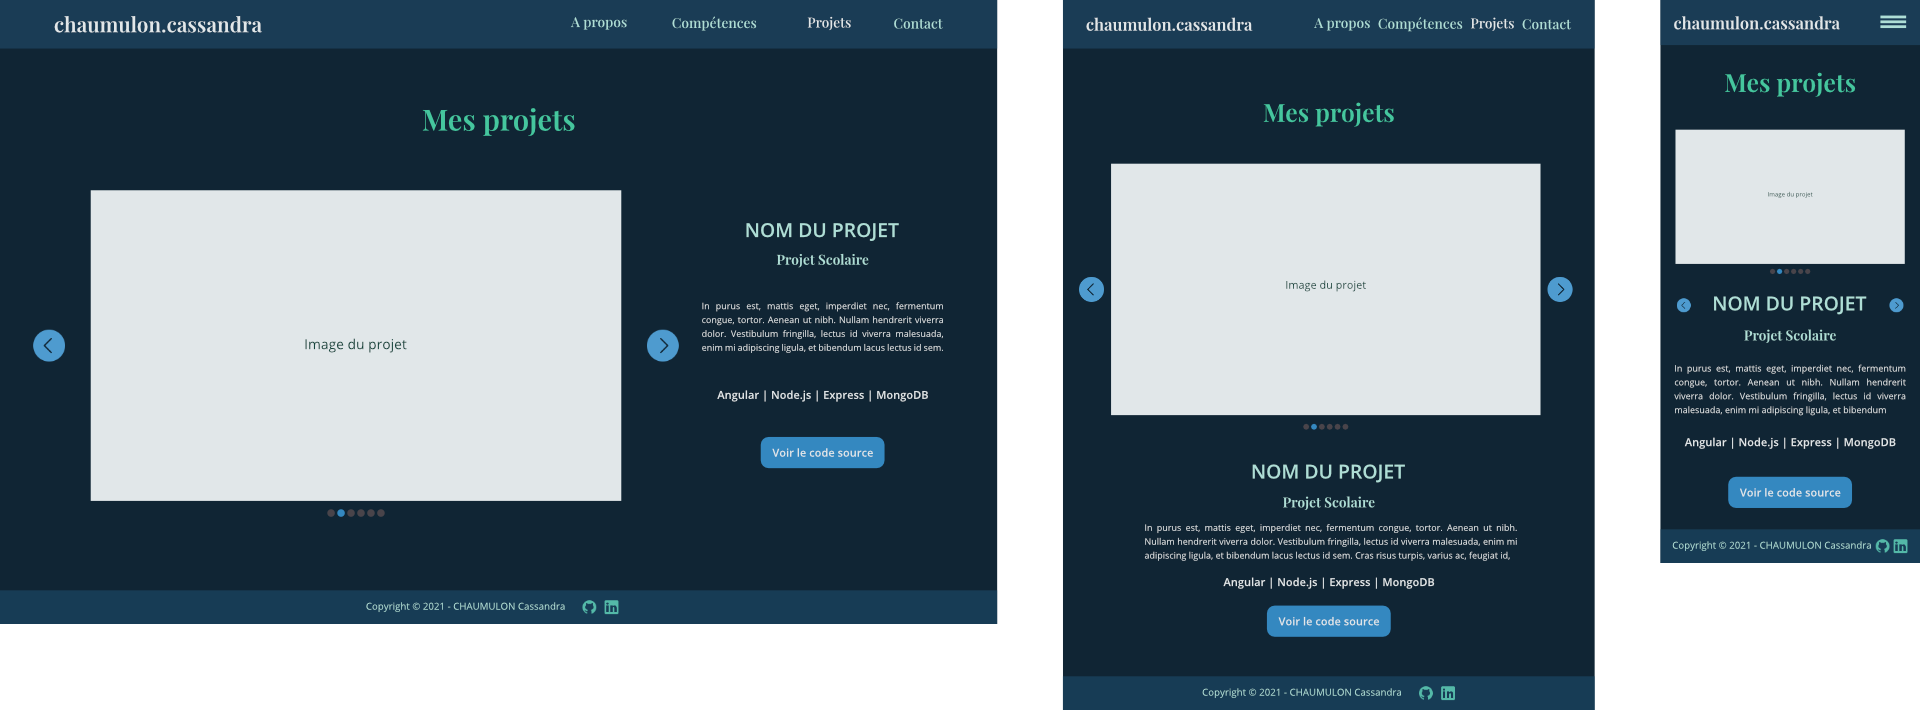 chaumulon.cassandra
A propos Compétences Projets Contact
Mes projets
Image du projet
NOM DU PROJET
Projet Scolaire
In purus est, mattis eget, imperdiet nec, fermentum
congue, tortor. Aenean ut nibh. Nullam hendrerit viverra
dolor. Vestibulum fringilla, lectus id viverra malesuada,
enim mi adipiscing ligula, et bibendum lacus lectus id sem.
Angular | Node.js | Express | MongoDB
Voir le code source
Copyright © 2021 - CHAUMULON Cassandra
chaumulon.cassandra
A propos Compétences Projets Contact
Mes projets
Image du projet
NOM DU PROJET
Projet Scolaire
In purus est, mattis eget, imperdiet nec, fermentum congue, tortor. Aenean ut nibh.
Nullam hendrerit viverra dolor. Vestibulum fringilla, lectus id viverra malesuada, enim mi
adipiscing ligula, et bibendum lacus lectus id sem. Cras risus turpis, varius ac, feugiat id,
Angular | Node.js | Express | MongoDB
Voir le code source
Copyright © 2021 - CHAUMULON Cassandra
chaumulon.cassandra
Mes projets
Image du projet
NOM DU PROJET
Projet Scolaire
In purus est, mattis eget, imperdiet nec, fermentum
congue, tortor. Aenean ut nibh. Nullam hendrerit
viverra dolor. Vestibulum fringilla, lectus id viverra
malesuada, enim mi adipiscing ligula, et bibendum
Angular | Node.js | Express | MongoDB
Voir le code source
Copyright © 2021 - CHAUMULON Cassandra